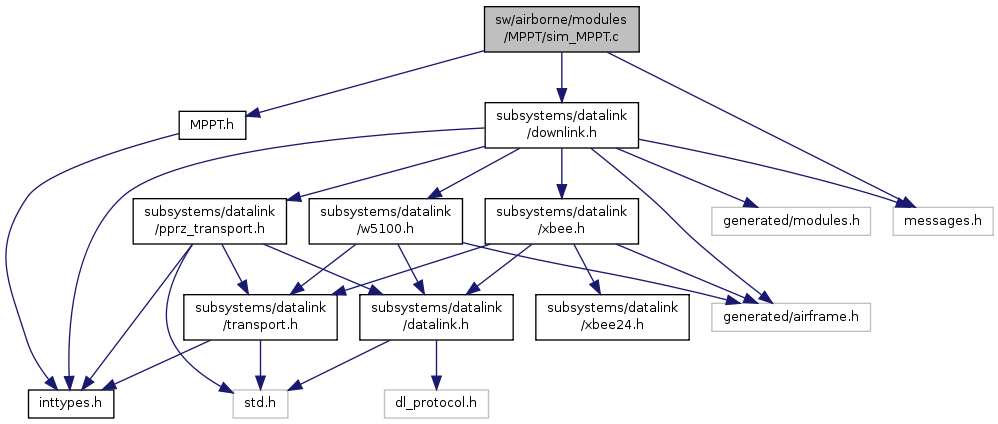 sw/airborne/modules
/MPPT/sim_MPPT.c
MPPT.h
subsystems/datalink
/downlink.h
subsystems/datalink
/pprz_transport.h
subsystems/datalink
/w5100.h
subsystems/datalink
/xbee.h
generated/modules.h
messages.h
subsystems/datalink
/transport.h
subsystems/datalink
/datalink.h
subsystems/datalink
/xbee24.h
generated/airframe.h
inttypes.h
std.h
dl_protocol.h